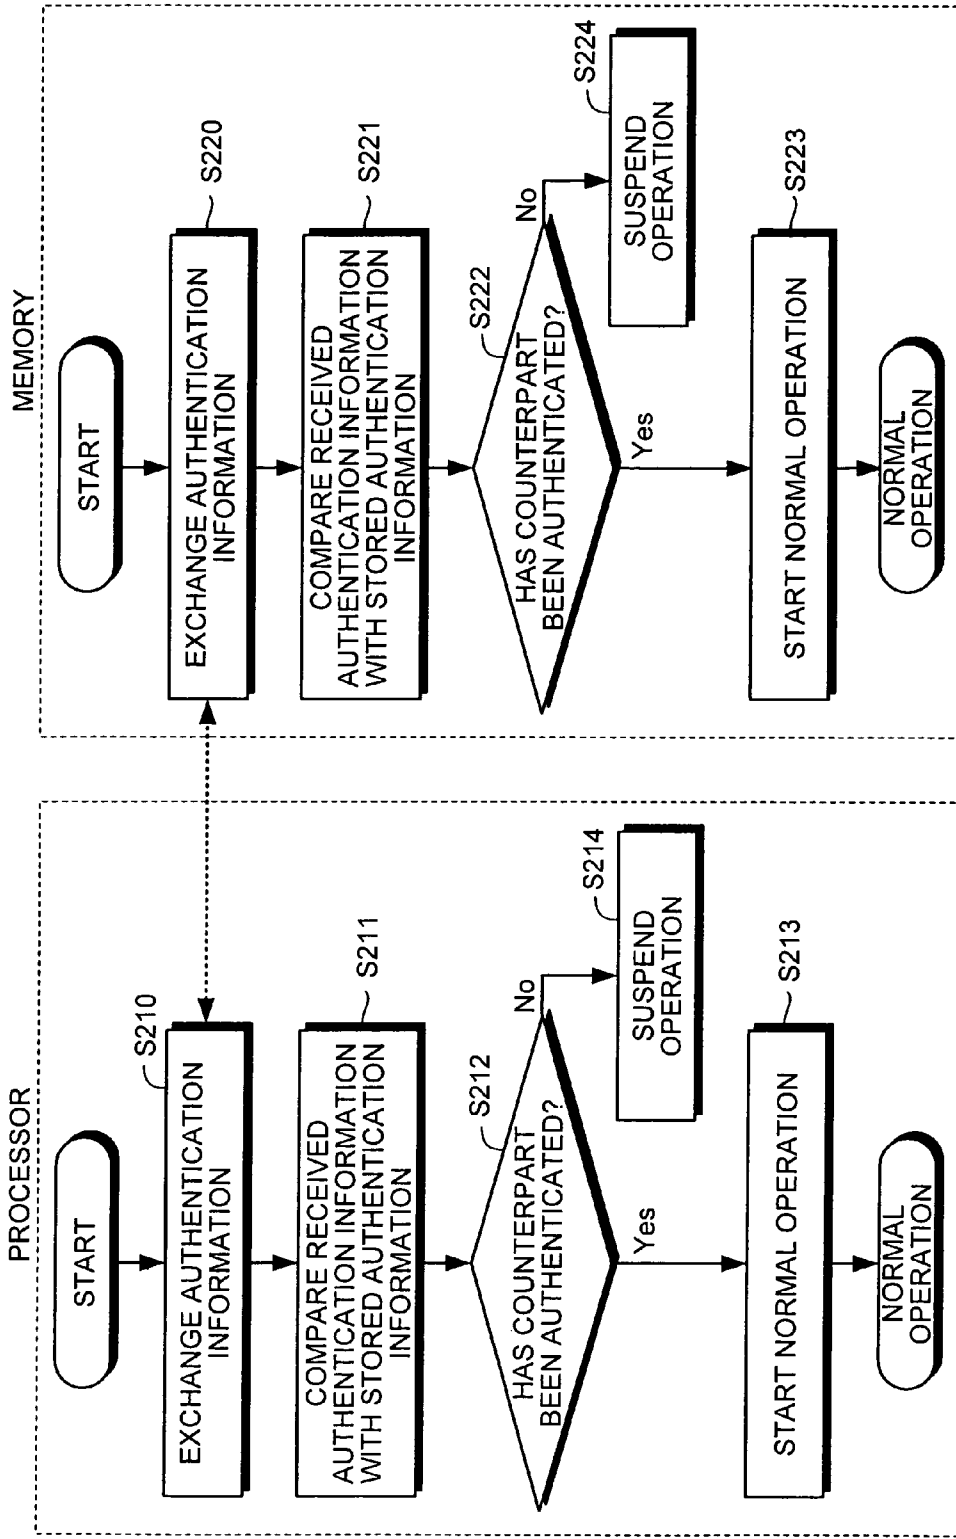 PROCESSOR
START
S210
EXCHANGE AUTHENTICATION
INFORMATION
S211
COMPARE RECEIVED
AUTHENTICATION INFORMATION
WITH STORED AUTHENTICATION
INFORMATION
S212
HAS COUNTERPART
BEEN AUTHENTICATED?
No
S214
SUSPEND
OPERATION
Yes
S213
START NORMAL OPERATION
NORMAL
OPERATION
MEMORY
START
S220
EXCHANGE AUTHENTICATION
INFORMATION
S221
COMPARE RECEIVED
AUTHENTICATION INFORMATION
WITH STORED AUTHENTICATION
INFORMATION
S222
HAS COUNTERPART
BEEN AUTHENTICATED?
No
S224
SUSPEND
OPERATION
Yes
S223
START NORMAL OPERATION
NORMAL
OPERATION